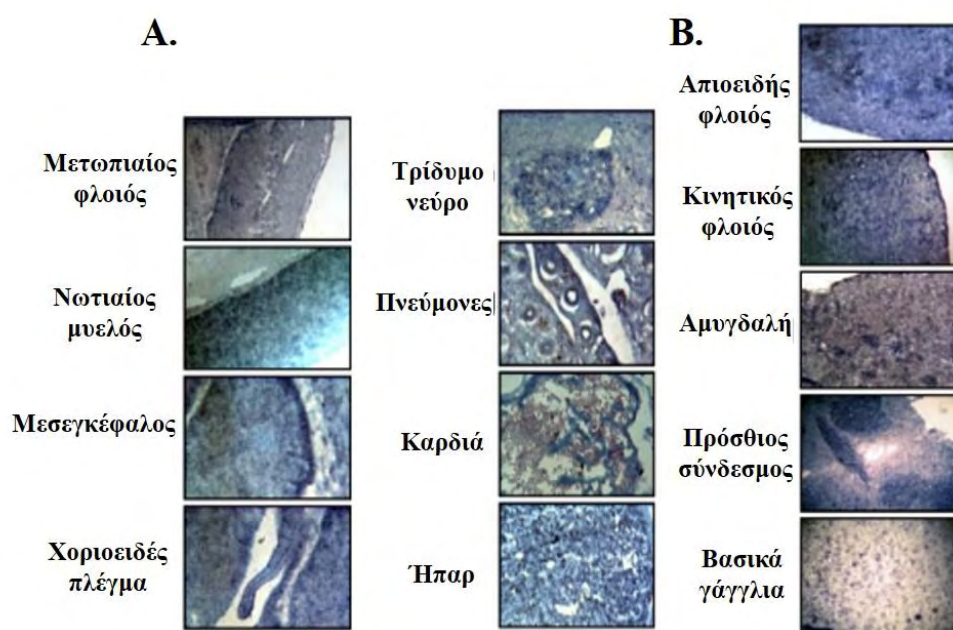 Α.
Μετωπιαίος
φλοιός
Νωτιαίος
μυελός
Μεσεγκέφαλος
Χοριοειδές
πλέγμα
Τρίδυμο
νεύρο
Πνεύμονες
Καρδιά
Ήπαρ
Β.
Απιοειδής
φλοιός
Κινητικός
φλοιός
Αμυγδαλή
Πρόσθιος
σύνδεσμος
Βασικά
γάγγλια